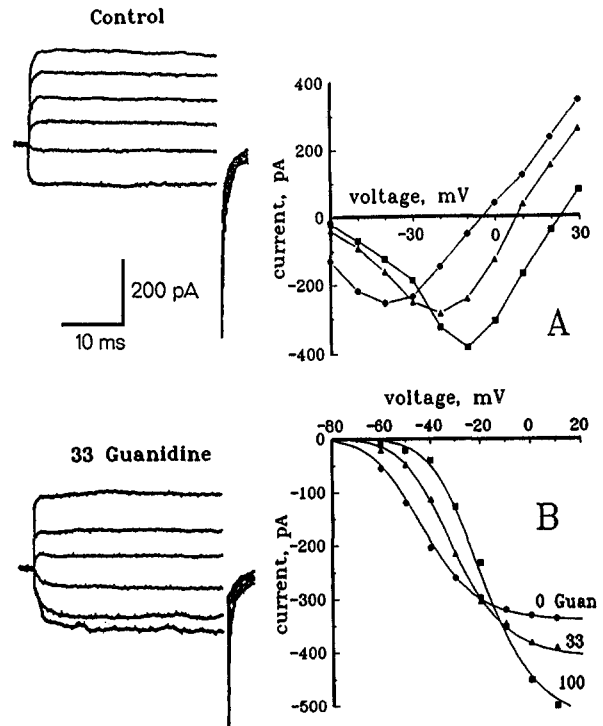 Control
200 pA
10 ms
400
200
0
-200
-400
current, pA
voltage, mV
-30
0
30
A
33 Guanidine
voltage, mV
-80 -60 -40 -20 0 20
0
-100
-200
-300
-400
-500
current, pA
B
0 Guan
33
100